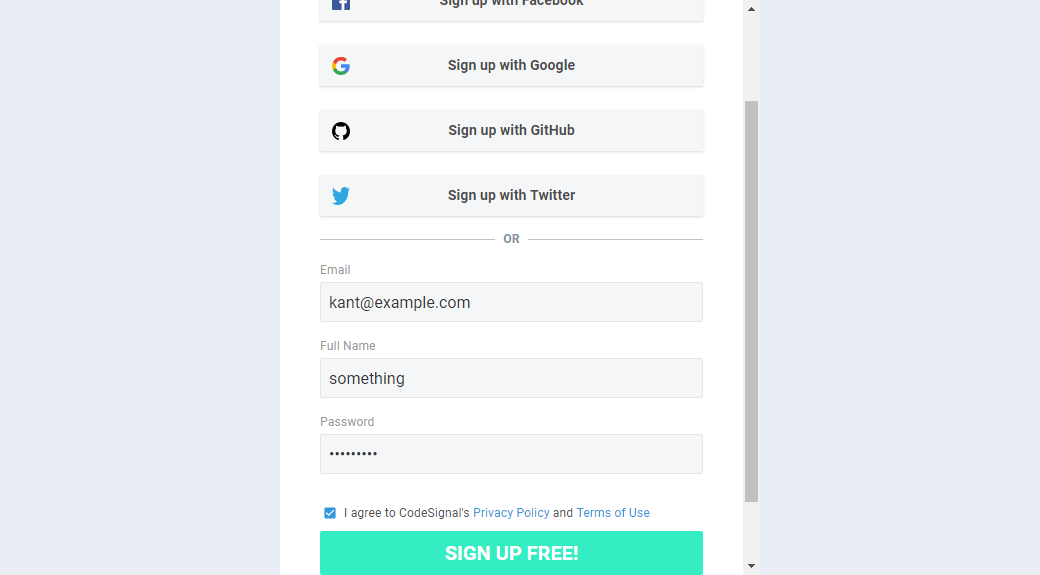 Sign up with Facebook
Sign up with Google
Sign up with GitHub
Sign up with Twitter
OR
Email
kant@example.com
Full Name
something
Password
•••••••••
I agree to CodeSignal's Privacy Policy and Terms of Use
SIGN UP FREE!